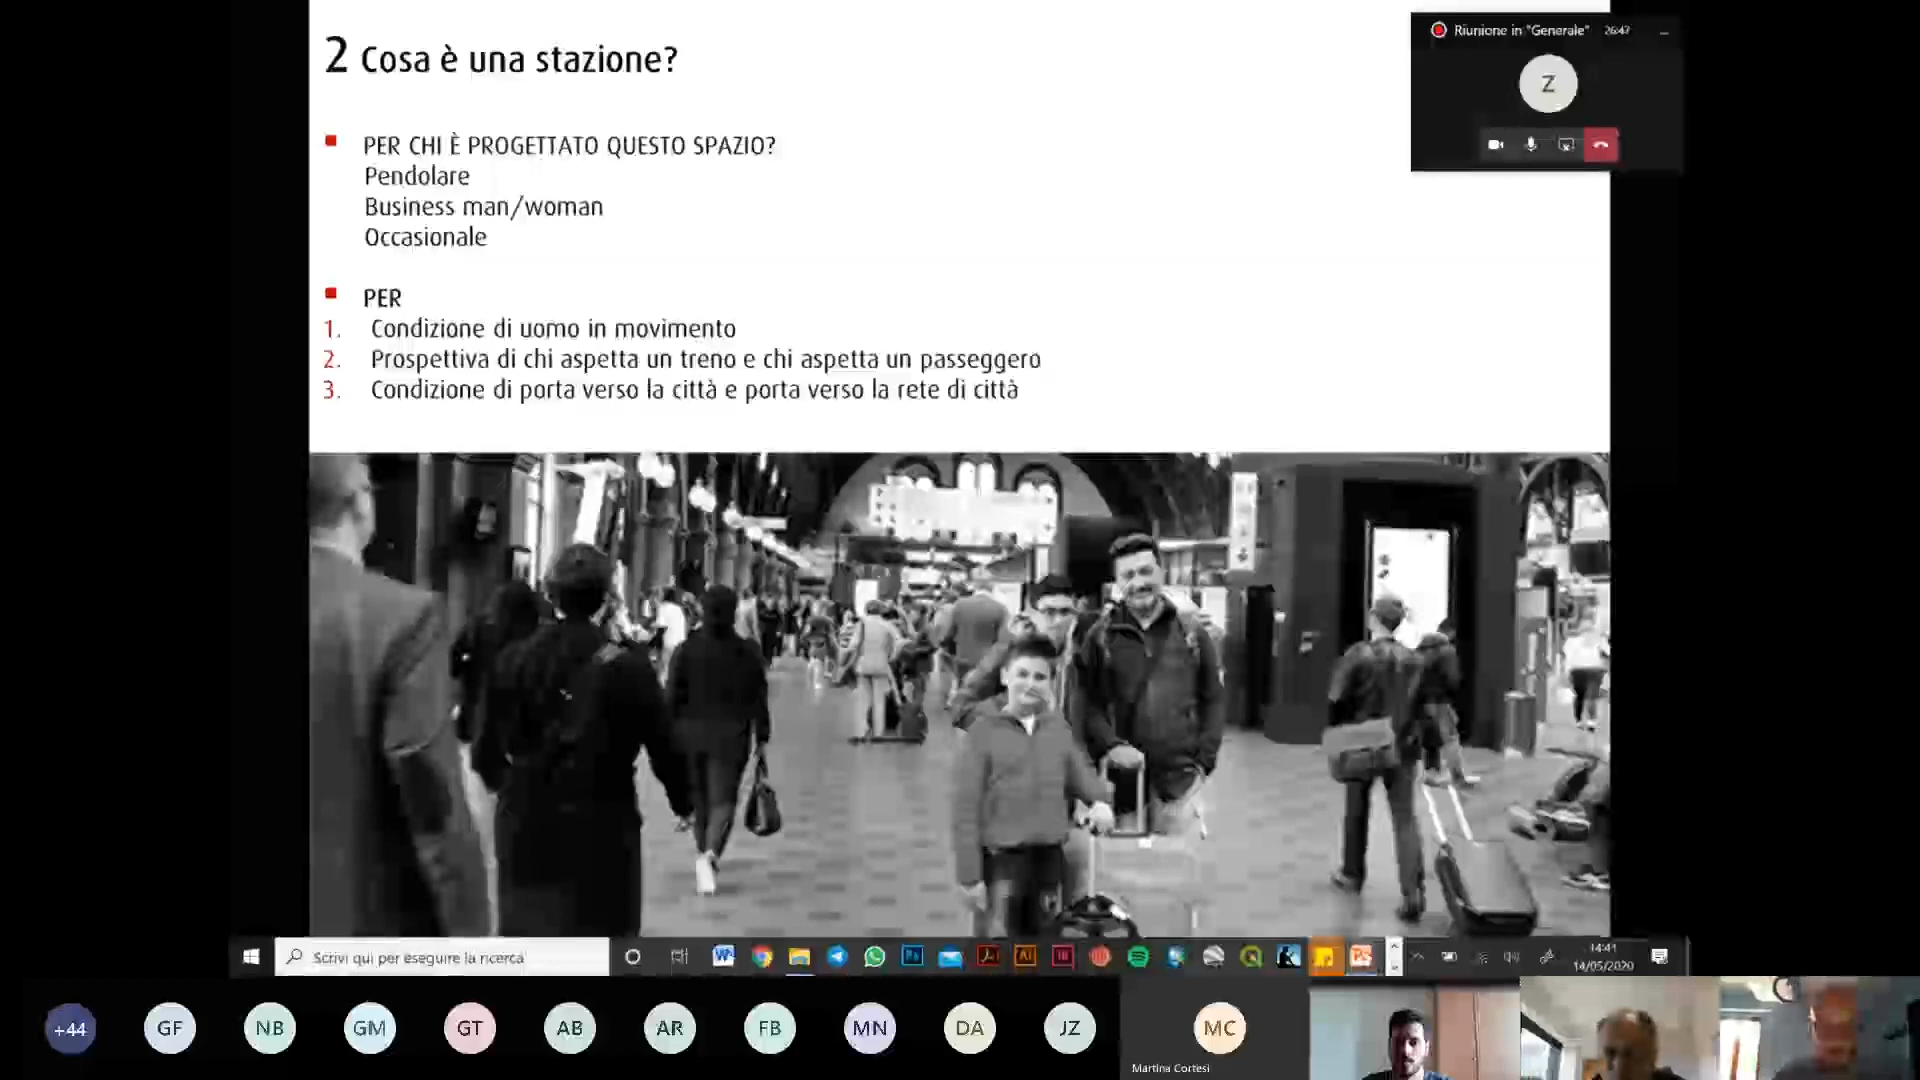 2 Cosa è una stazione?
PER CHI È PROGETTATO QUESTO SPAZIO?
Pendolare
Business man/woman
Occasionale
PER
1. Condizione di uomo in movimento
2. Prospettiva di chi aspetta un treno e chi aspetta un passeggero
3. Condizione di porta verso la città e porta verso la rete di città
Riunione in "Generale" 26:47
Z
Scrivi qui per eseguire la ricerca
14:41
14/05/2020
+44 GF NB GM GT AB AR FB MN DA JZ MC
Martina Cortesi